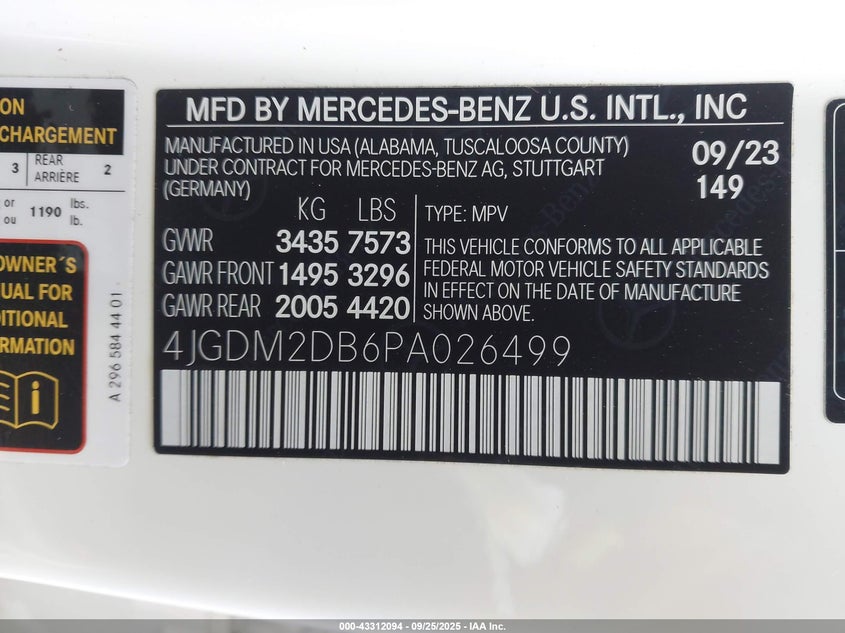 ON
CHARGEMENT
3 REAR ARRIÈRE 2
or ou 1190 lbs. lb.
OWNER´S
UAL FOR
DITIONAL
ORMATION
A 296 584 44 01
MFD BY MERCEDES-BENZ U.S. INTL., INC
MANUFACTURED IN USA (ALABAMA, TUSCALOOSA COUNTY)
UNDER CONTRACT FOR MERCEDES-BENZ AG, STUTTGART
(GERMANY)
09/23
149
KG LBS
GVWR 3435 7573
GAWR FRONT 1495 3296
GAWR REAR 2005 4420
TYPE: MPV
THIS VEHICLE CONFORMS TO ALL APPLICABLE
FEDERAL MOTOR VEHICLE SAFETY STANDARDS
IN EFFECT ON THE DATE OF MANUFACTURE
SHOWN ABOVE.
4JGDM2DB6PA026499
000-43312094 - 09/25/2025 - IAA Inc.